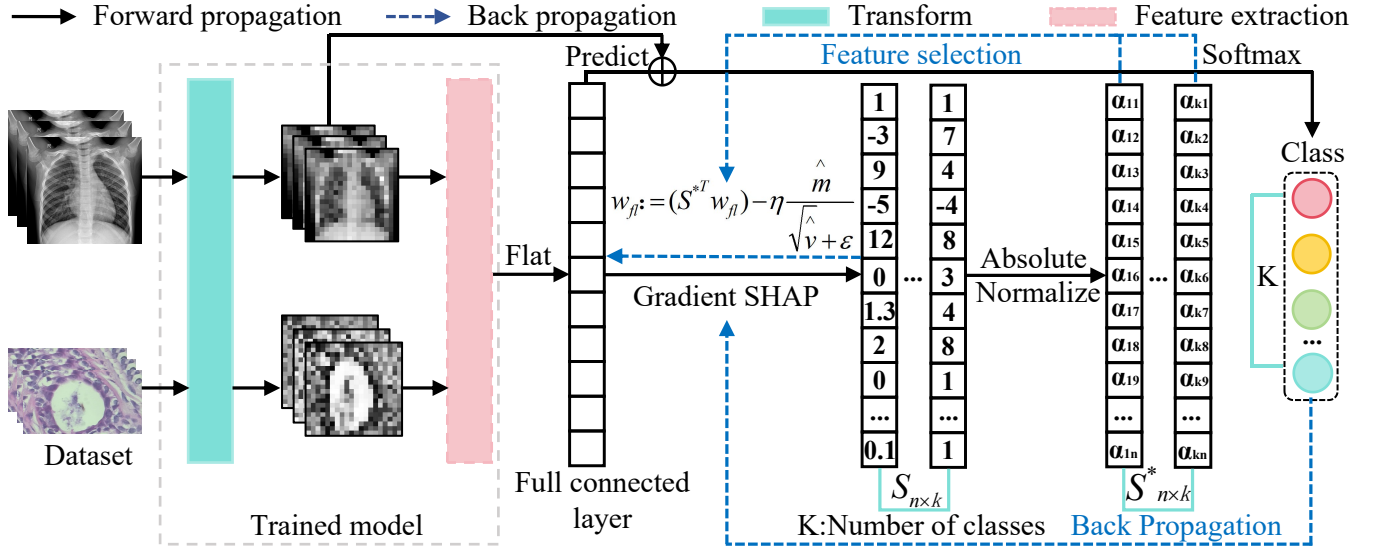 Forward propagation
Back propagation
Transform
Feature extraction
Predict
Feature selection
Softmax
Class
1
-3
9
-5
12
0
1.3
2
0
...
0.1
...
1
7
4
-4
8
3
4
8
1
...
1
α11
α12
α13
α14
α15
α16
α17
α18
α19
...
α1n
...
αk1
αk2
αk3
αk4
αk5
αk6
αk7
αk8
αk9
...
αkn
w_fl := (S*^T w_fl) − η m̂ / (√v̂ + ε)
Flat
Gradient SHAP
Absolute
Normalize
K
...
Dataset
Full connected
layer
Trained model
S n×k
S* n×k
K:Number of classes
Back Propagation